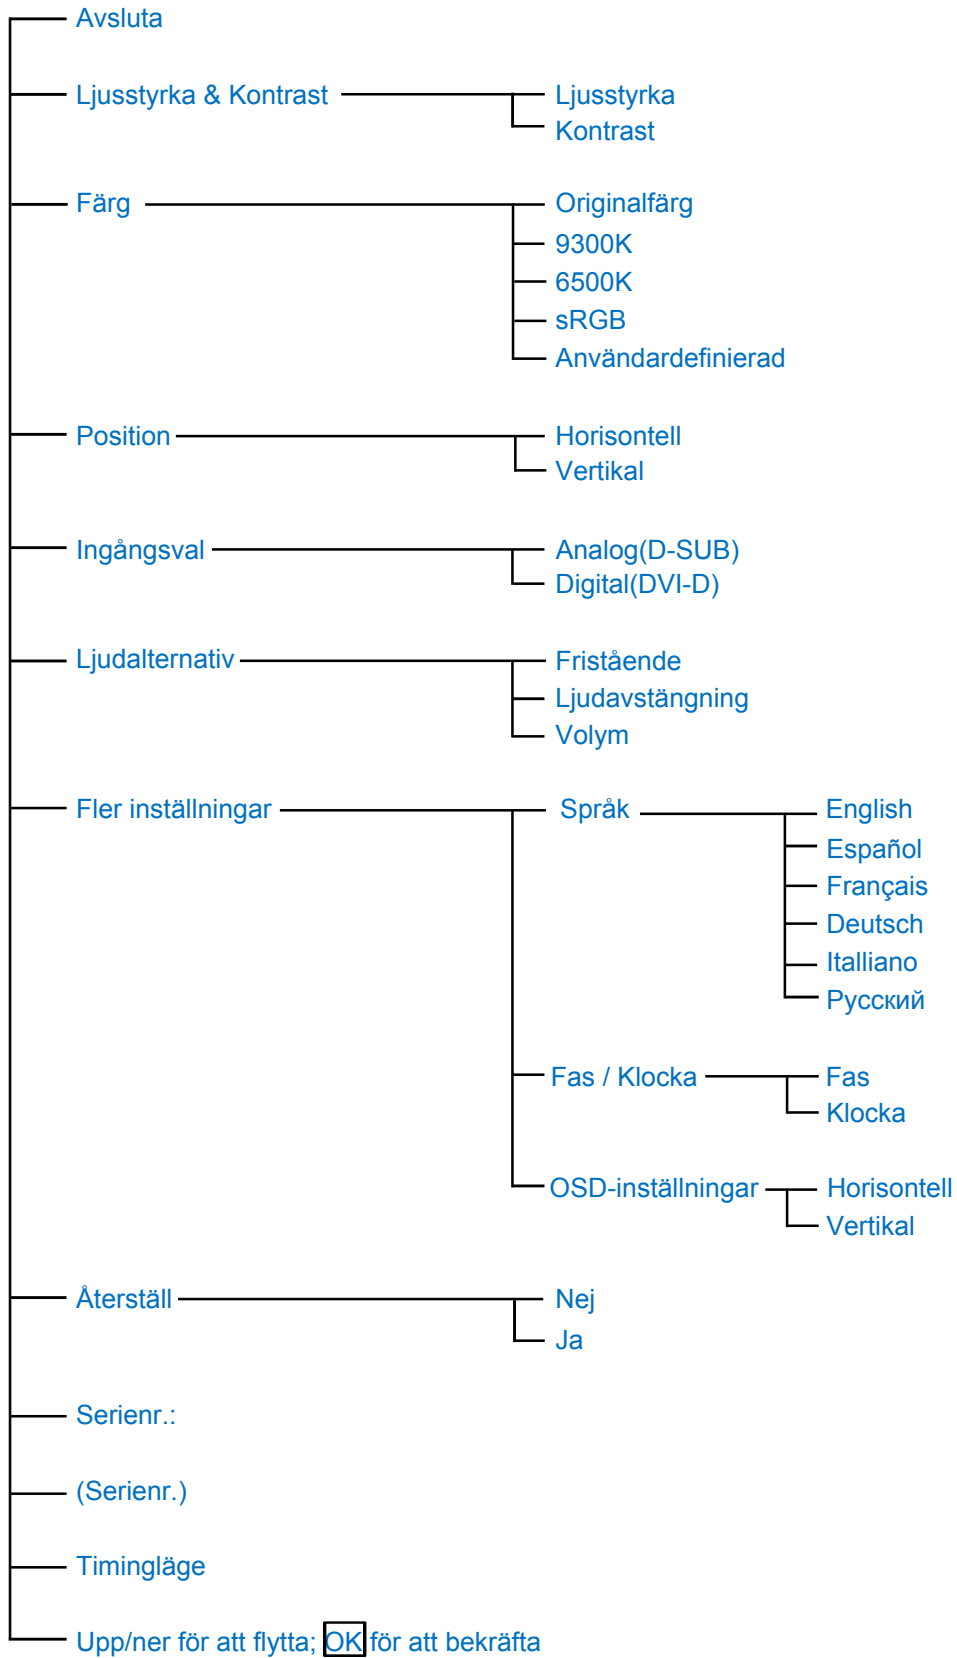 Avsluta
Ljusstyrka & Kontrast
Ljusstyrka
Kontrast
Färg
Originalfärg
9300K
6500K
sRGB
Användardefinierad
Position
Horisontell
Vertikal
Ingångsval
Analog(D-SUB)
Digital(DVI-D)
Ljudalternativ
Fristående
Ljudavstängning
Volym
Fler inställningar
Språk
English
Español
Français
Deutsch
Italliano
Русский
Fas / Klocka
Fas
Klocka
OSD-inställningar
Horisontell
Vertikal
Återställ
Nej
Ja
Serienr.:
(Serienr.)
Timingläge
Upp/ner för att flytta; OK för att bekräfta